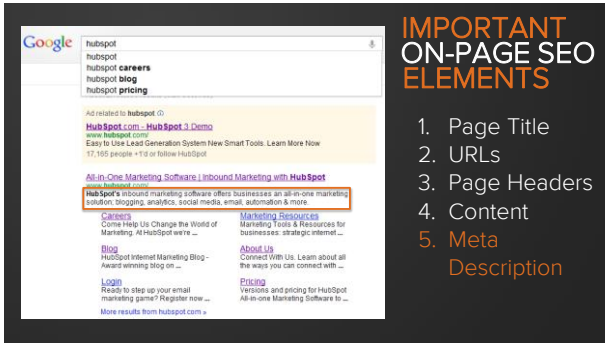 Google
hubspot
hubspot
hubspot careers
hubspot blog
hubspot pricing
Ad related to hubspot
HubSpot.com - HubSpot 3 Demo
www.hubspot.com/
Easy to Use Lead Generation System New Smart Tools. Learn More Now
17,165 people +1'd or follow HubSpot
All-in-One Marketing Software | Inbound Marketing with HubSpot
www.hubspot.com/
HubSpot's inbound marketing software offers businesses an all-in-one marketing
solution; blogging, analytics, social media, email, automation & more.
Careers
Come Help Us Change the World of
Marketing. At HubSpot we're ...
Marketing Resources
Marketing Tools & Resources for
businesses: strategic internet ...
Blog
HubSpot Internet Marketing Blog -
Award winning blog on ...
About Us
Connect With Us. Learn about all
the ways you can connect with ...
Login
Ready to step up your email
marketing game? Register now ...
Pricing
Versions and pricing for HubSpot
All-in-one Marketing Software to ...
More results from hubspot.com »
IMPORTANT
ON-PAGE SEO
ELEMENTS
1. Page Title
2. URLs
3. Page Headers
4. Content
5. Meta
Description